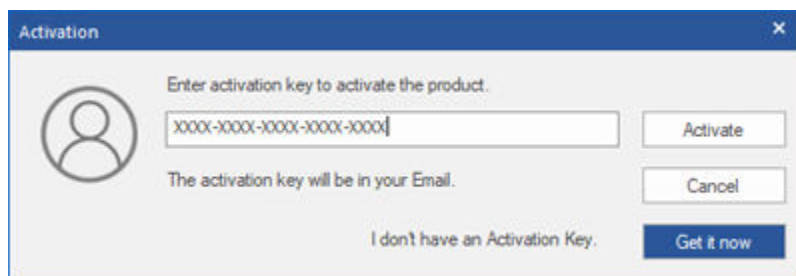 Activation
Enter activation key to activate the product.
XXXX-XXXX-XXXX-XXXX-XXXX
Activate
The activation key will be in your Email.
Cancel
I don't have an Activation Key.
Get it now